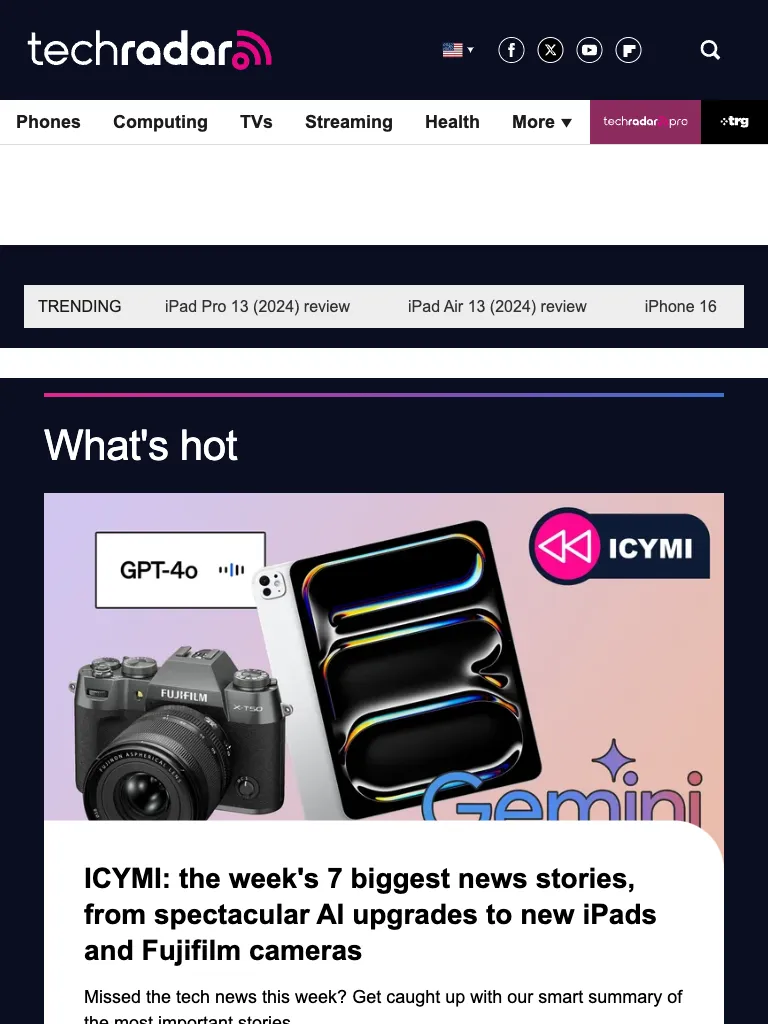 techradar
Phones Computing TVs Streaming Health More techradar pro trg
TRENDING iPad Pro 13 (2024) review iPad Air 13 (2024) review iPhone 16
What's hot
ICYMI
GPT-4o
FUJIFILM
X-T50
FUJINON ASPHERICAL LENS
Gemini
ICYMI: the week's 7 biggest news stories,
from spectacular AI upgrades to new iPads
and Fujifilm cameras
Missed the tech news this week? Get caught up with our smart summary of
the most important stories